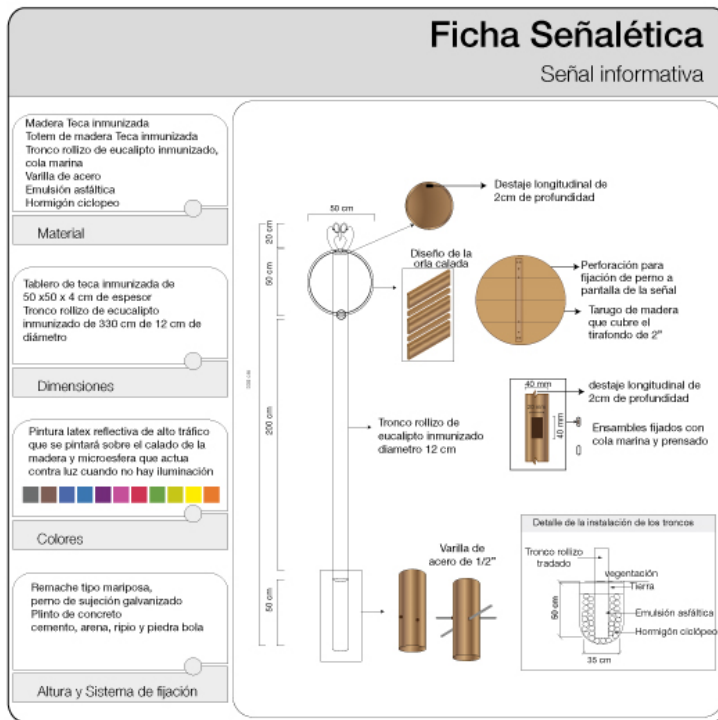 Ficha Señalética
Señal informativa
Madera Teca inmunizada
Totem de madera Teca inmunizada
Tronco rollizo de eucalipto inmunizado,
cola marina
Varilla de acero
Emulsión asfáltica
Hormigón ciclopeo
Material
Tablero de teca inmunizada de
50 x50 x 4 cm de espesor
Tronco rollizo de ecucalipto
inmunizado de 330 cm de 12 cm de
diámetro
Dimensiones
Pintura latex reflectiva de alto tráfico
que se pintará sobre el calado de la
madera y microesfera que actua
contra luz cuando no hay iluminación
Colores
Remache tipo mariposa,
perno de sujeción galvanizado
Plinto de concreto
cemento, arena, ripio y piedra bola
Altura y Sistema de fijación
50 cm
20 cm
50 cm
200 cm
50 cm
Destaje longitudinal de
2cm de profundidad
Diseño de la
orla calada
Perforación para
fijación de perno a
pantalla de la señal
Tarugo de madera
que cubre el
tirafondo de 2"
40 mm
40 mm
destaje longitudinal de
2cm de profundidad
Ensambles fijados con
cola marina y prensado
Tronco rollizo de
eucalipto inmunizado
diametro 12 cm
Varilla de
acero de 1/2"
Detalle de la instalación de los troncos
Tronco rollizo
tradado
vegentación
Tierra
50 cm
Emulsión asfáltica
Hormigón ciclópeo
35 cm